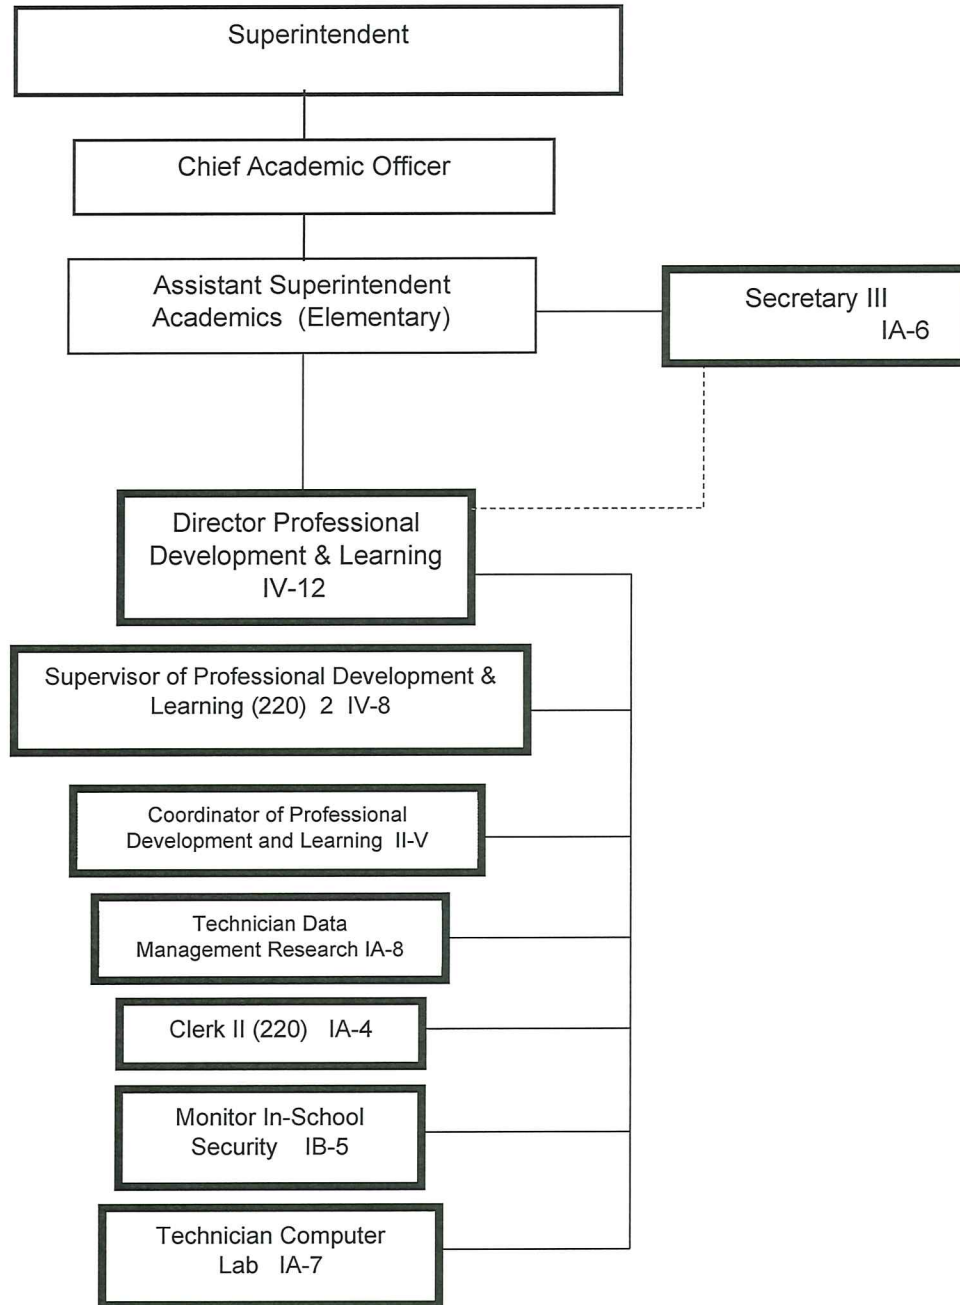 Superintendent
Chief Academic Officer
Assistant Superintendent
Academics (Elementary)
Secretary III
IA-6
Director Professional
Development & Learning
IV-12
Supervisor of Professional Development &
Learning (220) 2 IV-8
Coordinator of Professional
Development and Learning II-V
Technician Data
Management Research IA-8
Clerk II (220) IA-4
Monitor In-School
Security IB-5
Technician Computer
Lab IA-7